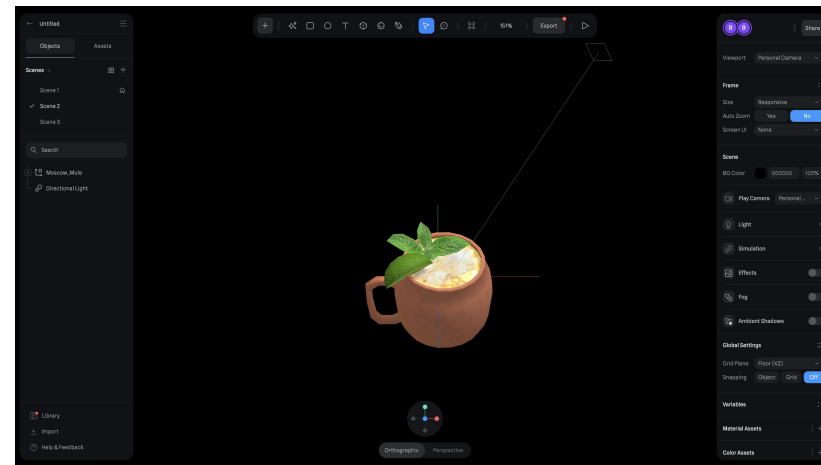 Untitled
Objects Assets
Scenes
Scene 1
Scene 2
Scene 3
Search
Moscow_Mule
Directional Light
Library
Import
Help & Feedback
151%
Export
Orthographic Perspective
B B
Share
Viewport Personal Camera
Frame
Size Responsive
Auto Zoom Yes No
Screen UI None
Scene
BG Color 000000 100%
Play Camera Personal ...
Light
Simulation
Effects
Fog
Ambient Shadows
Global Settings
Grid Plane Floor (XZ)
Snapping Object Grid Off
Variables
Material Assets
Color Assets